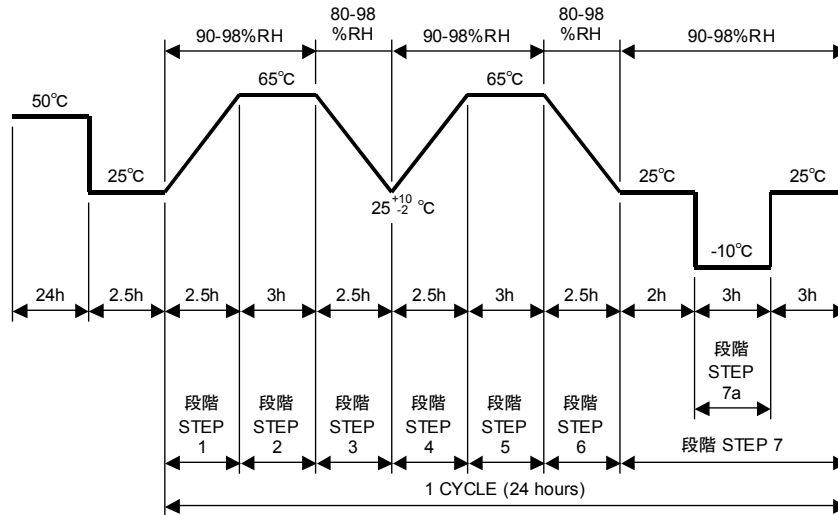 80-98
%RH
80-98
%RH
90-98%RH
90-98%RH
90-98%RH
65°C
65°C
50°C
25°C
25 +10 -2 °C
25°C
25°C
-10°C
24h
2.5h
2.5h
3h
2.5h
2.5h
3h
2.5h
2h
3h
3h
段階
STEP
7a
段階
STEP
1
段階
STEP
2
段階
STEP
3
段階
STEP
4
段階
STEP
5
段階
STEP
6
段階 STEP 7
1 CYCLE (24 hours)